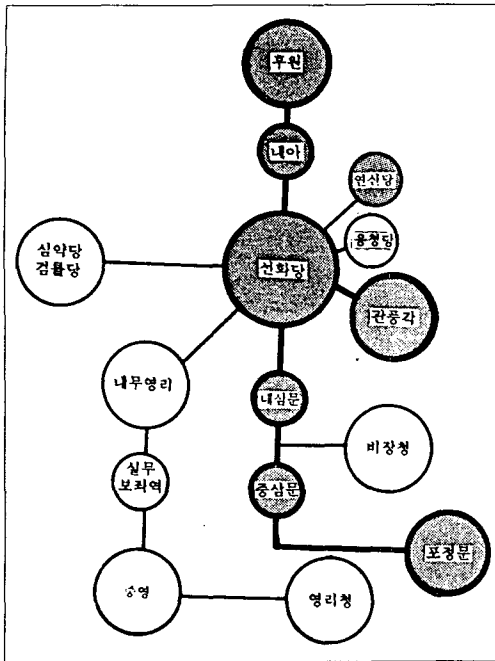 후원
내아
연신당
응청당
심약당
검률당
선화당
관풍각
내무영리
내삼문
비장청
실무
보좌역
중삼문
포정문
영리청